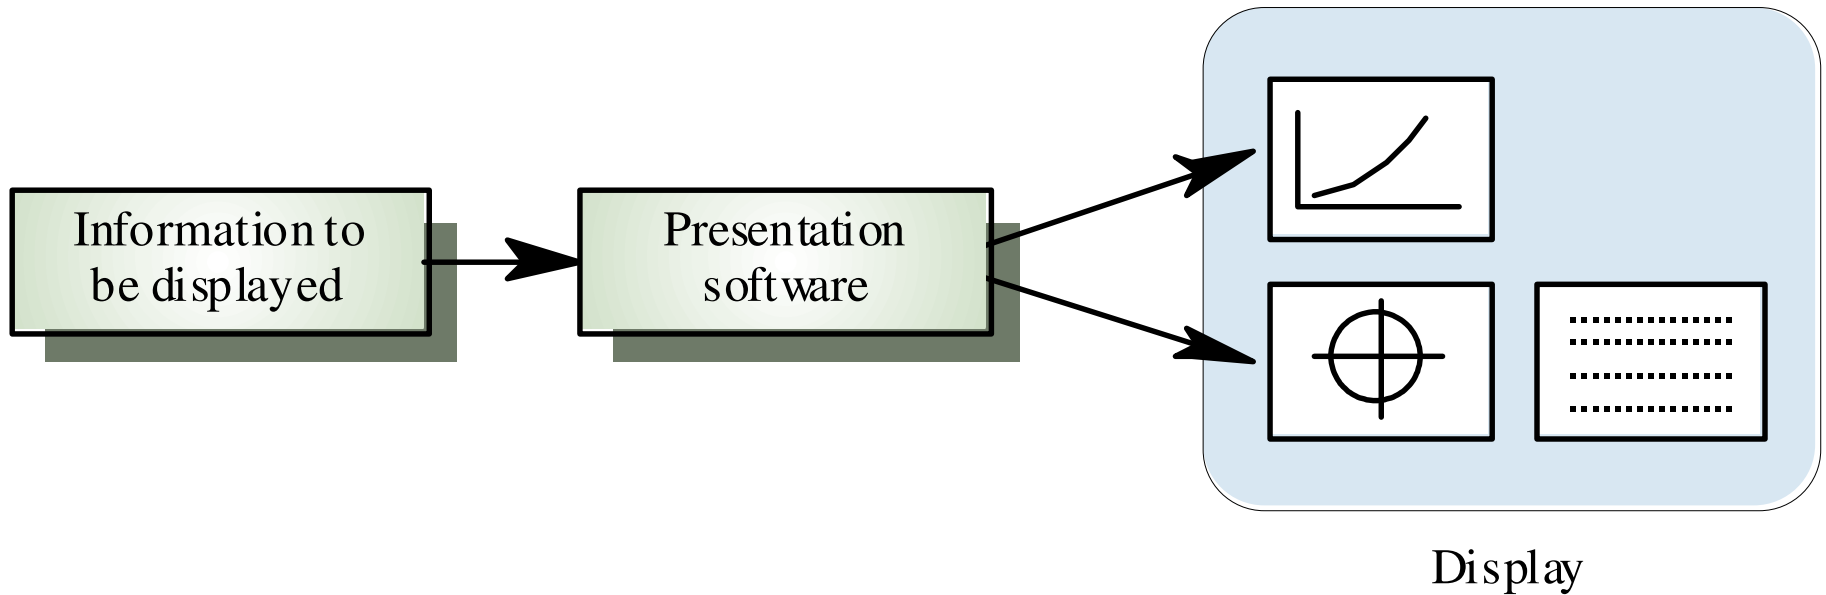 Information to
be displayed
Presentation
software
Display